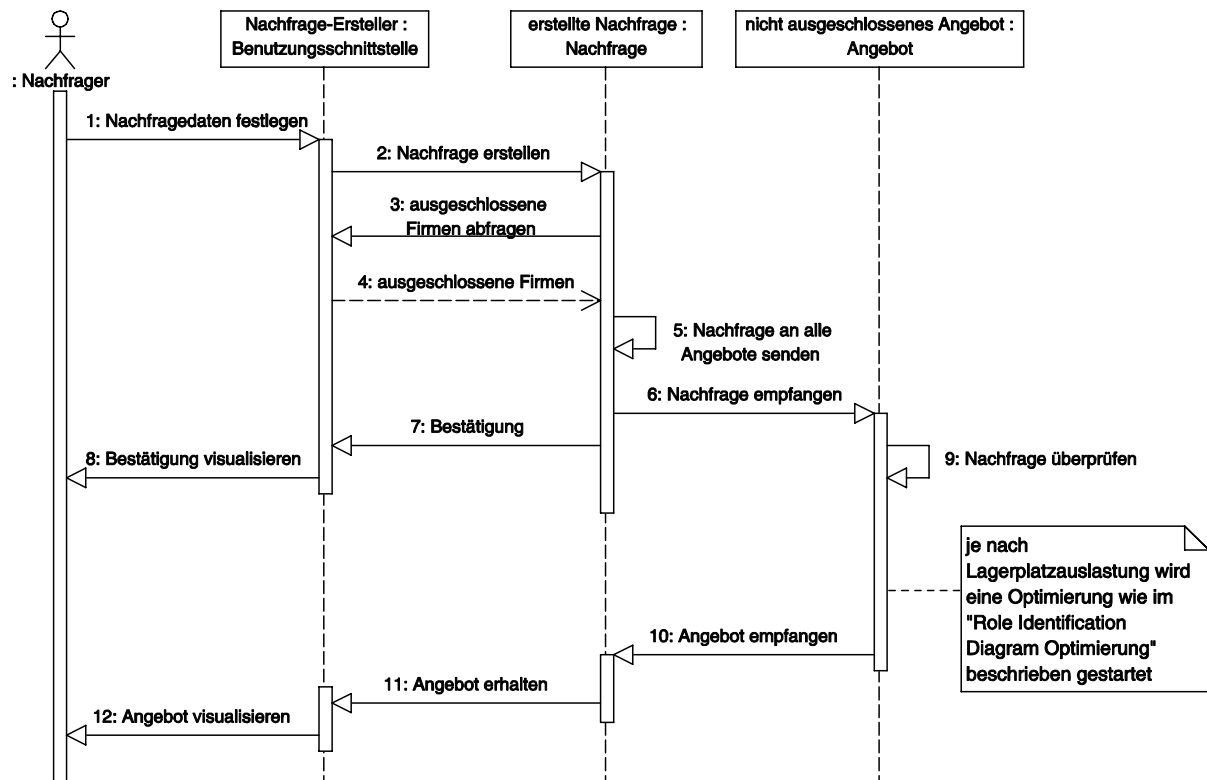 Nachfrage-Ersteller :
Benutzungsschnittstelle
erstellte Nachfrage :
Nachfrage
nicht ausgeschlossenes Angebot :
Angebot
: Nachfrager
1: Nachfragedaten festlegen
2: Nachfrage erstellen
3: ausgeschlossene
Firmen abfragen
4: ausgeschlossene Firmen
5: Nachfrage an alle
Angebote senden
6: Nachfrage empfangen
7: Bestätigung
8: Bestätigung visualisieren
9: Nachfrage überprüfen
je nach
Lagerplatzauslastung wird
eine Optimierung wie im
"Role Identification
Diagram Optimierung"
beschrieben gestartet
10: Angebot empfangen
11: Angebot erhalten
12: Angebot visualisieren